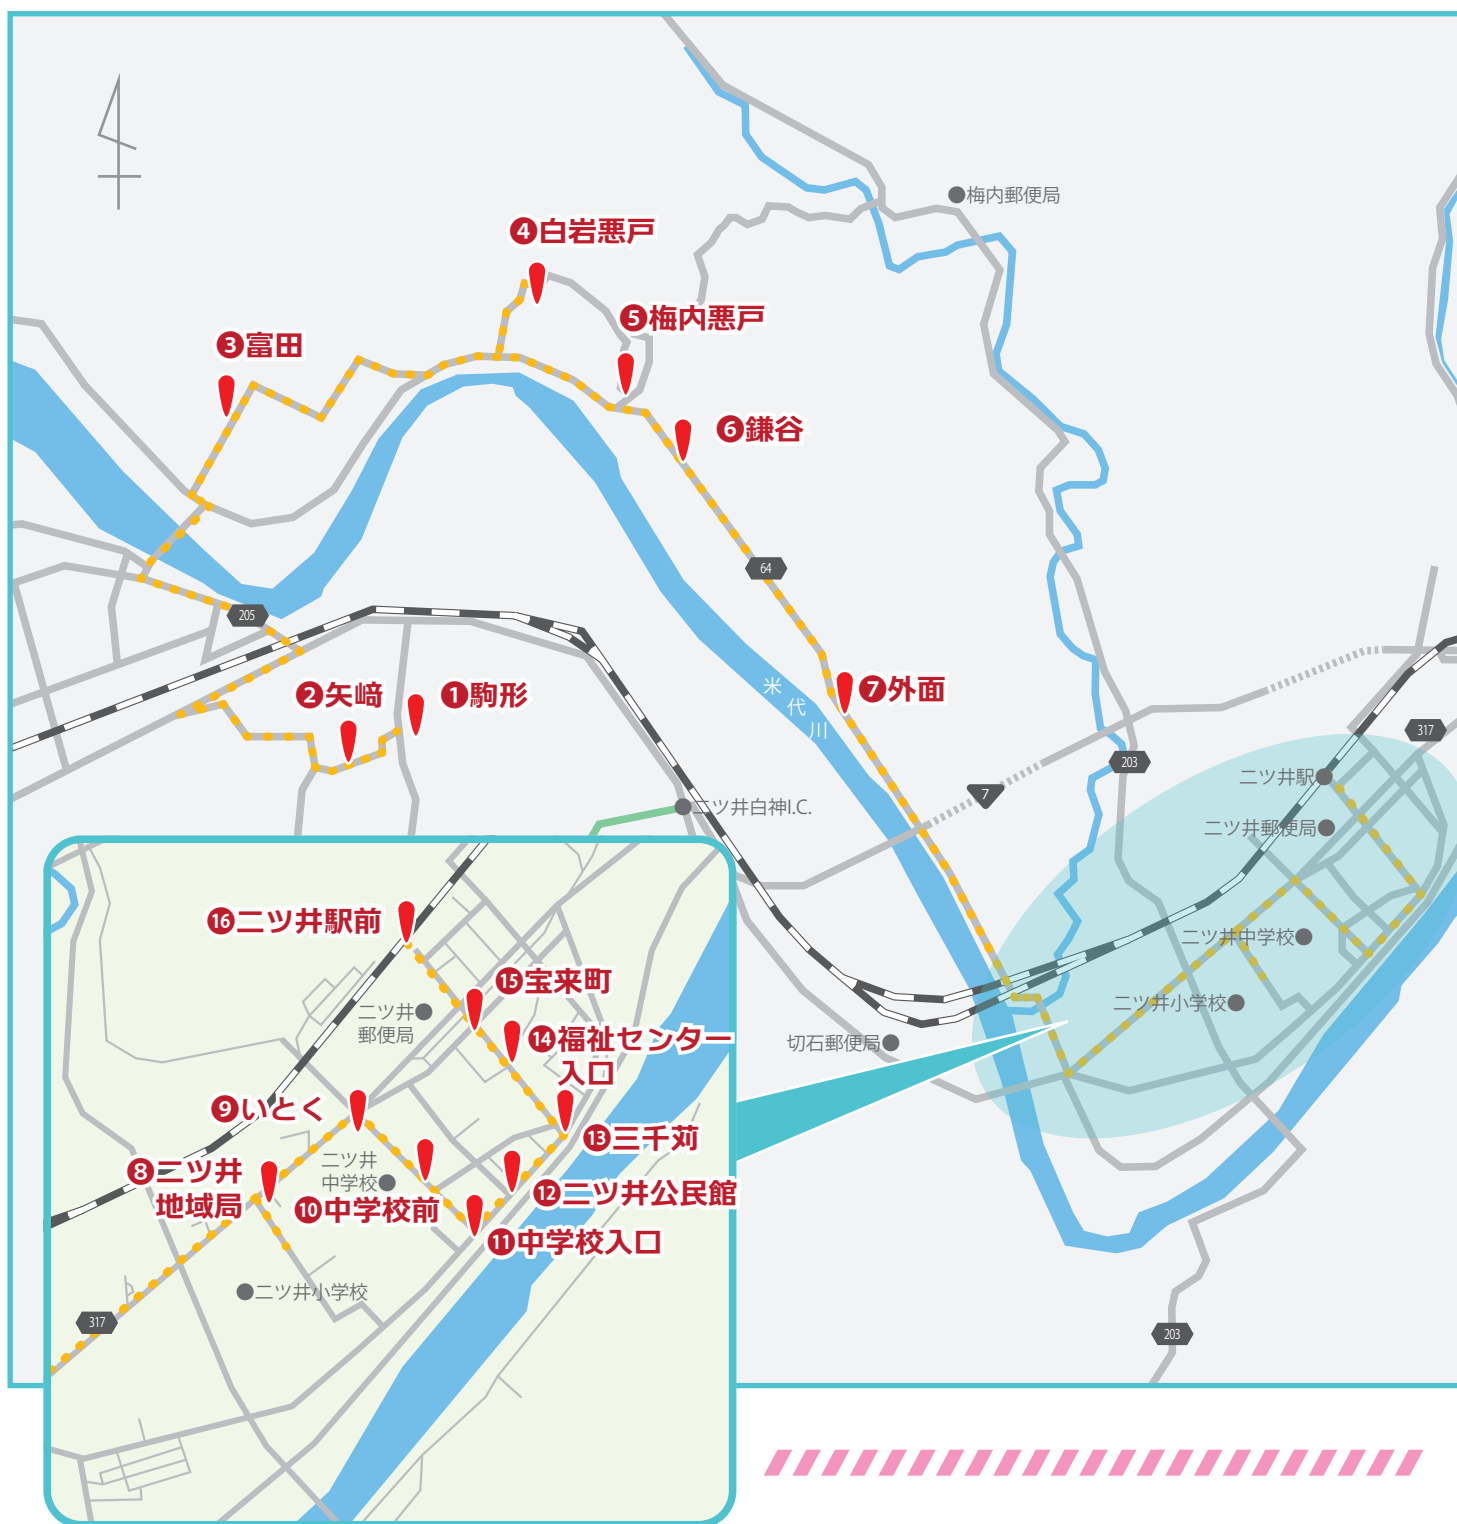 梅内郵便局
❹白岩悪戸
❺梅内悪戸
❸富田
❻鎌谷
64
205
❷矢﨑
❶駒形
❼外面
米
代
川
7
203
317
二ツ井駅
二ツ井白神I.C.
二ツ井郵便局
二ツ井中学校
二ツ井小学校
切石郵便局
203
⓰二ツ井駅前
⓯宝来町
二ツ井
郵便局
⓮福祉センター
入口
❾いとく
⓭三千苅
❽二ツ井
地域局
二ツ井
中学校
❿中学校前
⓬二ツ井公民館
⓫中学校入口
二ツ井小学校
317